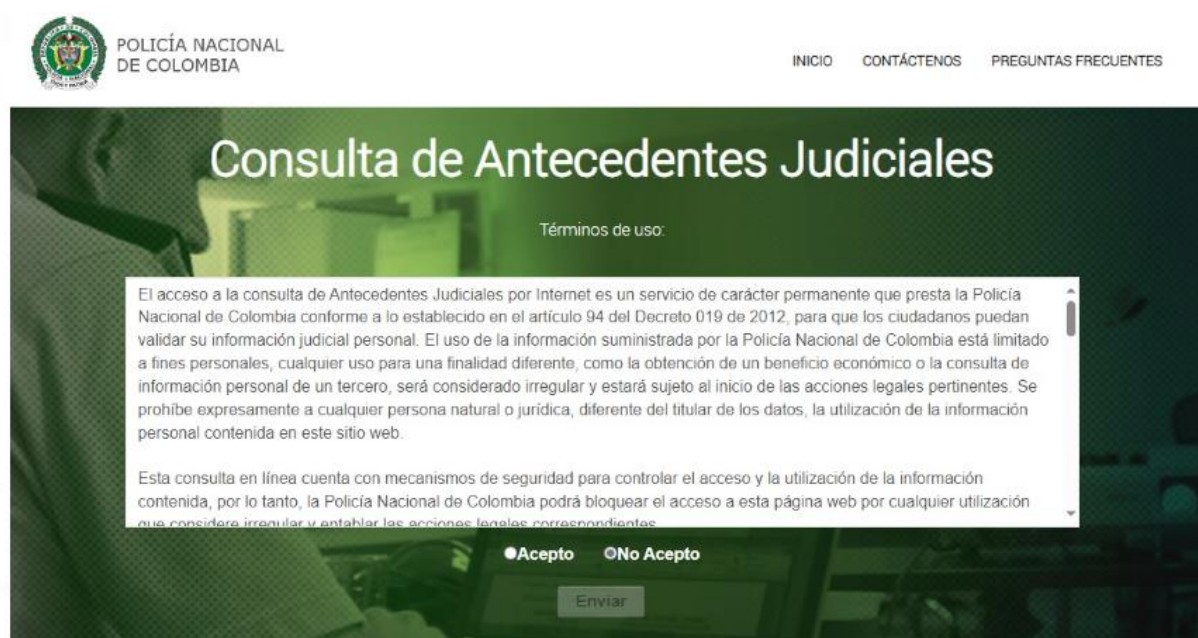 POLICÍA NACIONAL
DE COLOMBIA
INICIO CONTÁCTENOS PREGUNTAS FRECUENTES
Consulta de Antecedentes Judiciales
Términos de uso:
El acceso a la consulta de Antecedentes Judiciales por Internet es un servicio de carácter permanente que presta la Policía
Nacional de Colombia conforme a lo establecido en el artículo 94 del Decreto 019 de 2012, para que los ciudadanos puedan
validar su información judicial personal. El uso de la información suministrada por la Policía Nacional de Colombia está limitado
a fines personales, cualquier uso para una finalidad diferente, como la obtención de un beneficio económico o la consulta de
información personal de un tercero, será considerado irregular y estará sujeto al inicio de las acciones legales pertinentes. Se
prohíbe expresamente a cualquier persona natural o jurídica, diferente del titular de los datos, la utilización de la información
personal contenida en este sitio web.
Esta consulta en línea cuenta con mecanismos de seguridad para controlar el acceso y la utilización de la información
contenida, por lo tanto, la Policía Nacional de Colombia podrá bloquear el acceso a esta página web por cualquier utilización
que considere irregular y entablar las acciones legales correspondientes
Acepto No Acepto
Enviar